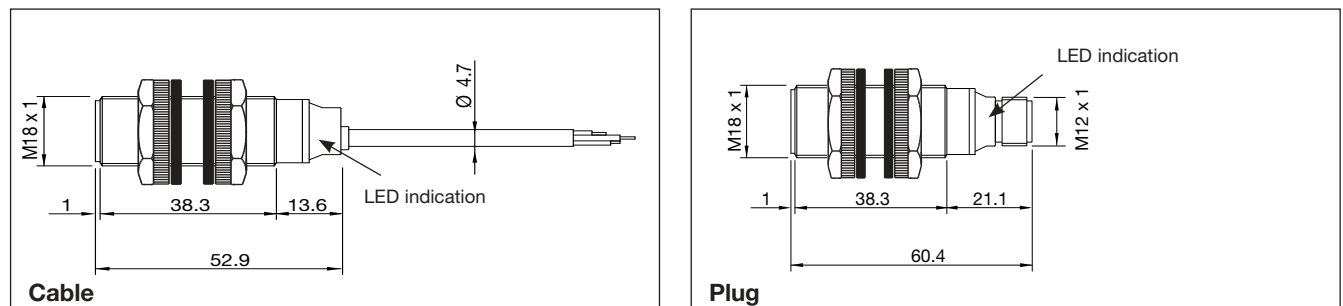 M18 x 1
Ø 4.7
LED indication
1
38.3
13.6
52.9
Cable
LED indication
M18 x 1
M12 x 1
1
38.3
21.1
60.4
Plug